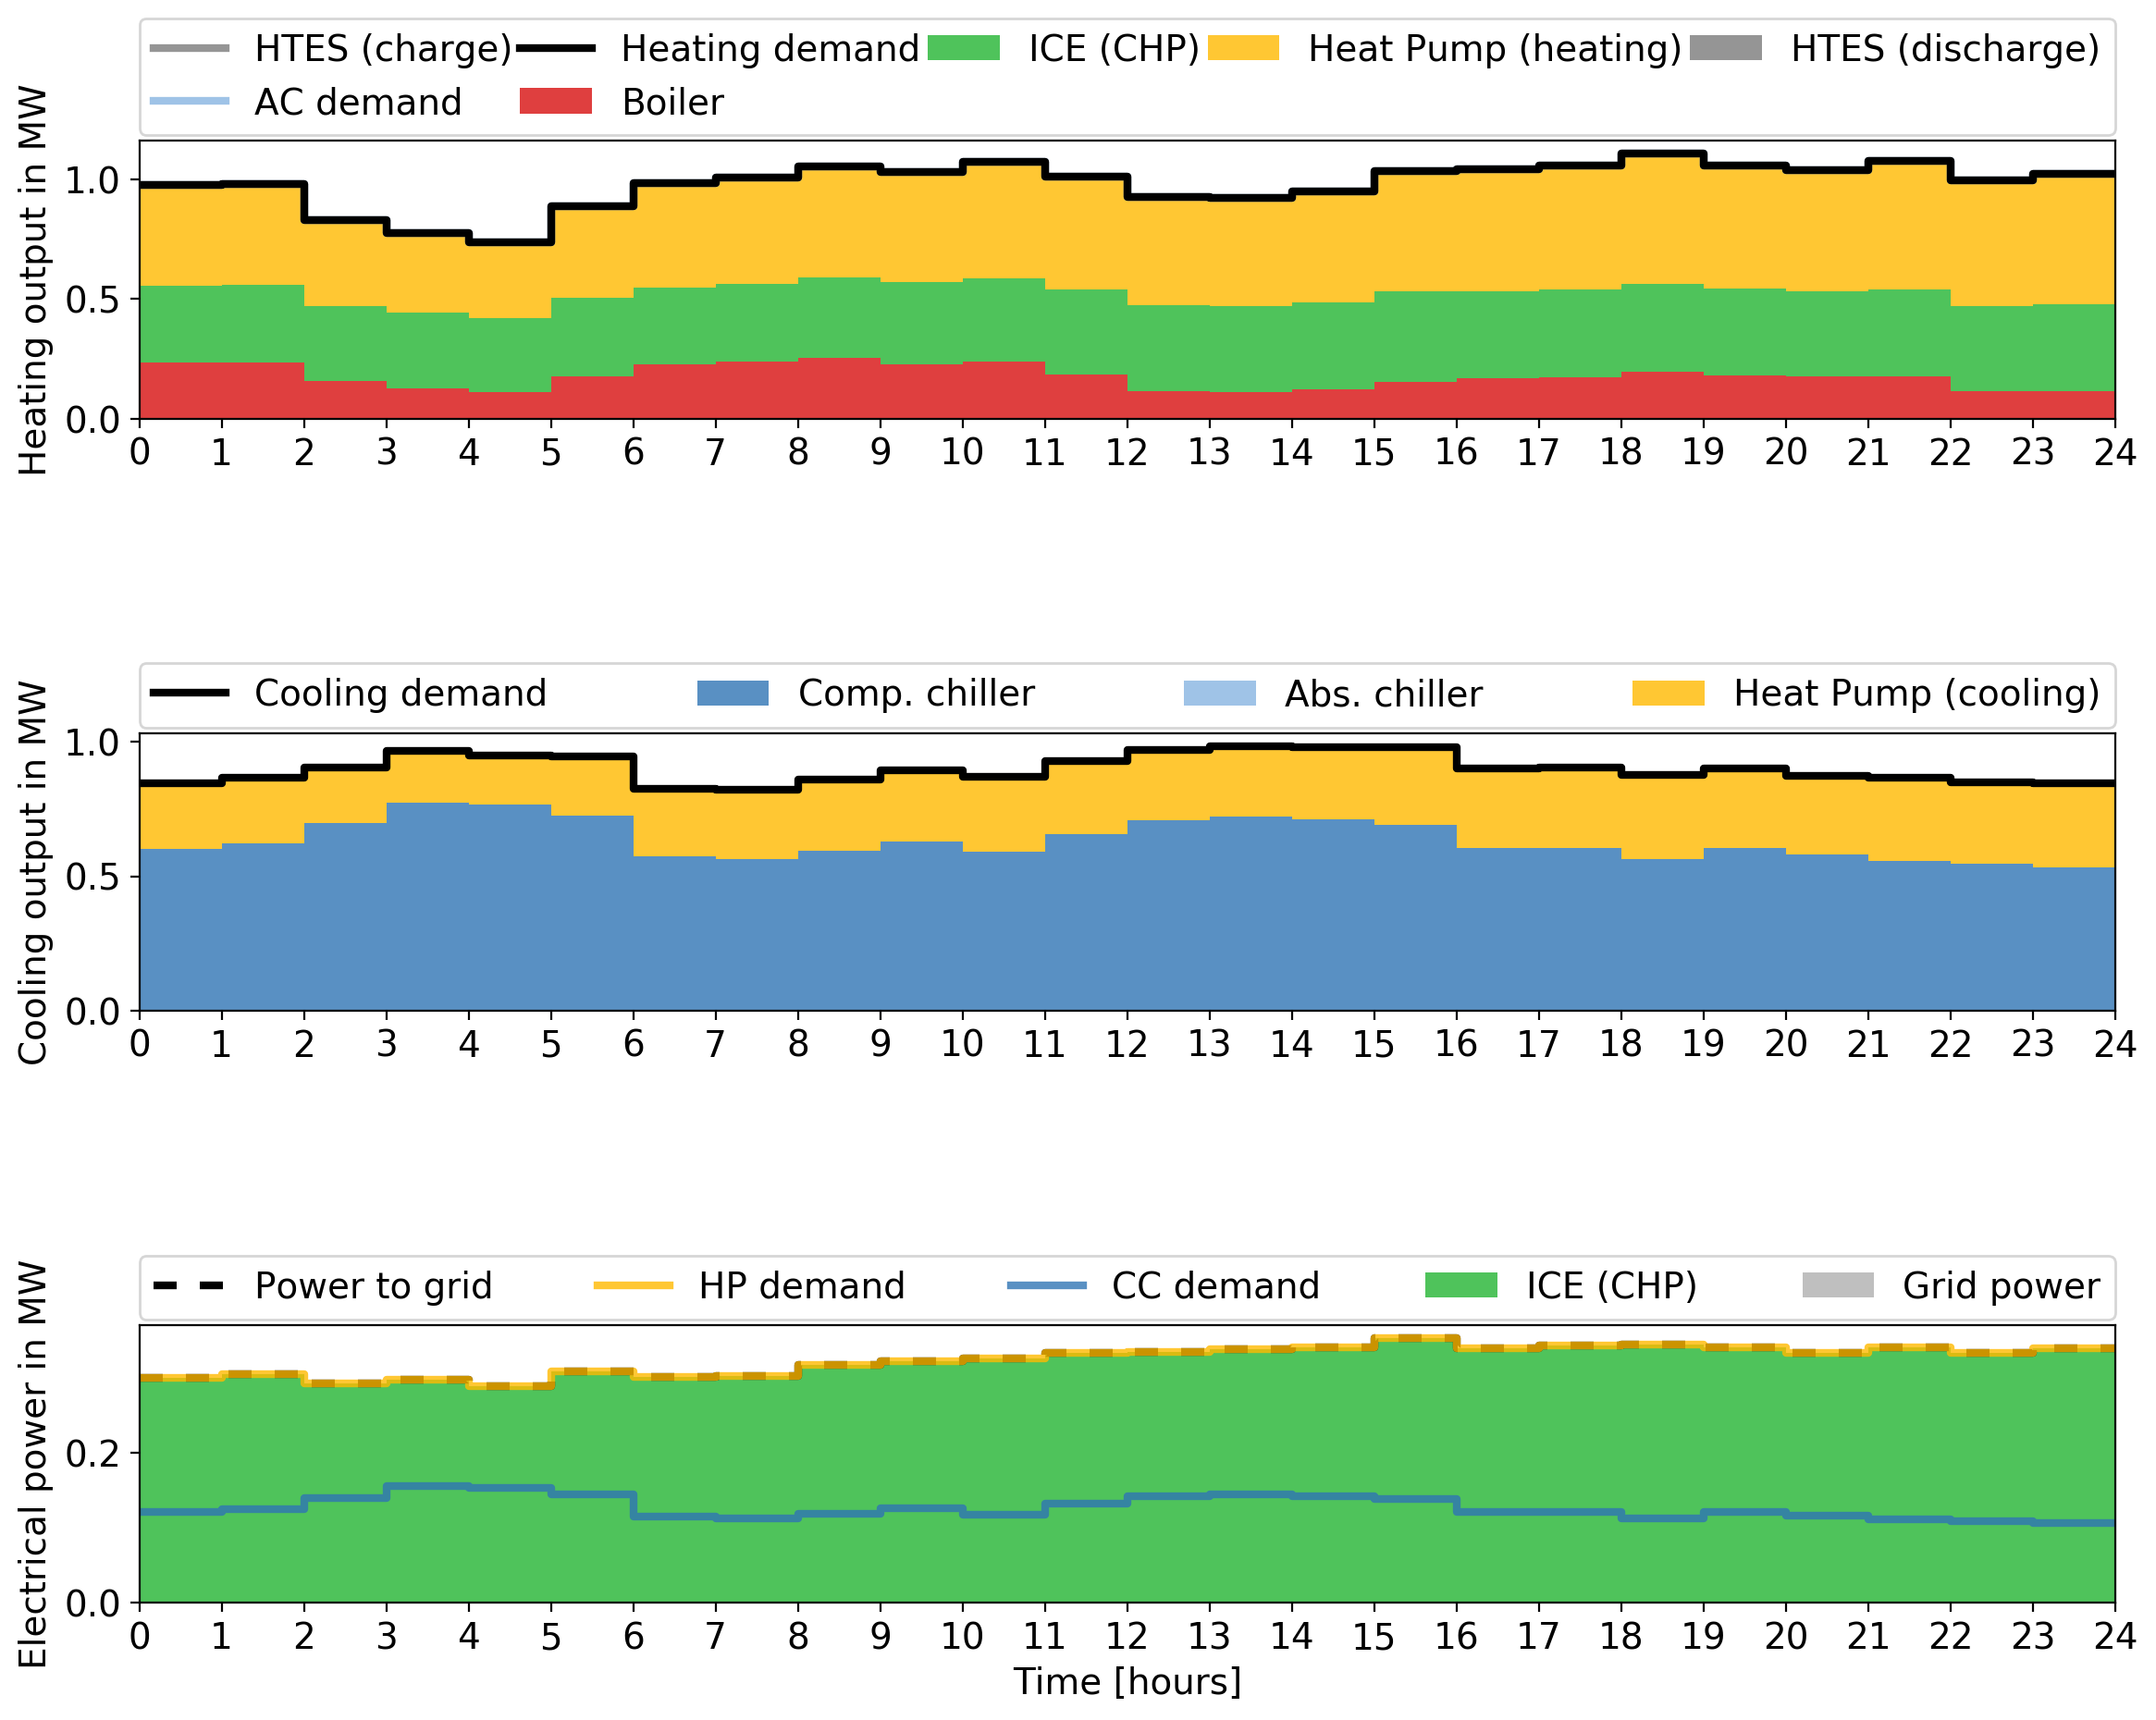 HTES (charge) Heating demand ICE (CHP) Heat Pump (heating) HTES (discharge)
AC demand Boiler
Heating output in MW
1.0
0.5
0.0
0 1 2 3 4 5 6 7 8 9 10 11 12 13 14 15 16 17 18 19 20 21 22 23 24
Cooling demand Comp. chiller Abs. chiller Heat Pump (cooling)
Cooling output in MW
1.0
0.5
0.0
0 1 2 3 4 5 6 7 8 9 10 11 12 13 14 15 16 17 18 19 20 21 22 23 24
Power to grid HP demand CC demand ICE (CHP) Grid power
Electrical power in MW
0.2
0.0
0 1 2 3 4 5 6 7 8 9 10 11 12 13 14 15 16 17 18 19 20 21 22 23 24
Time [hours]